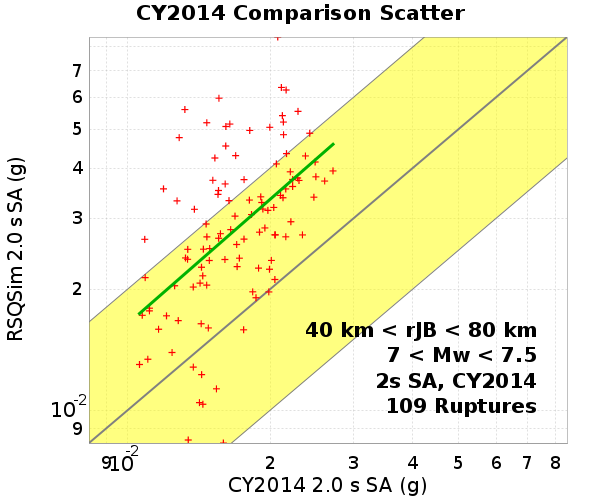 CY2014 Comparison Scatter
RSQSim 2.0 s SA (g)
7
6
5
4
3
2
10-2
9
40 km < rJB < 80 km
7 < Mw < 7.5
2s SA, CY2014
109 Ruptures
9 10-2 2 3 4 5 6 7 8
CY2014 2.0 s SA (g)